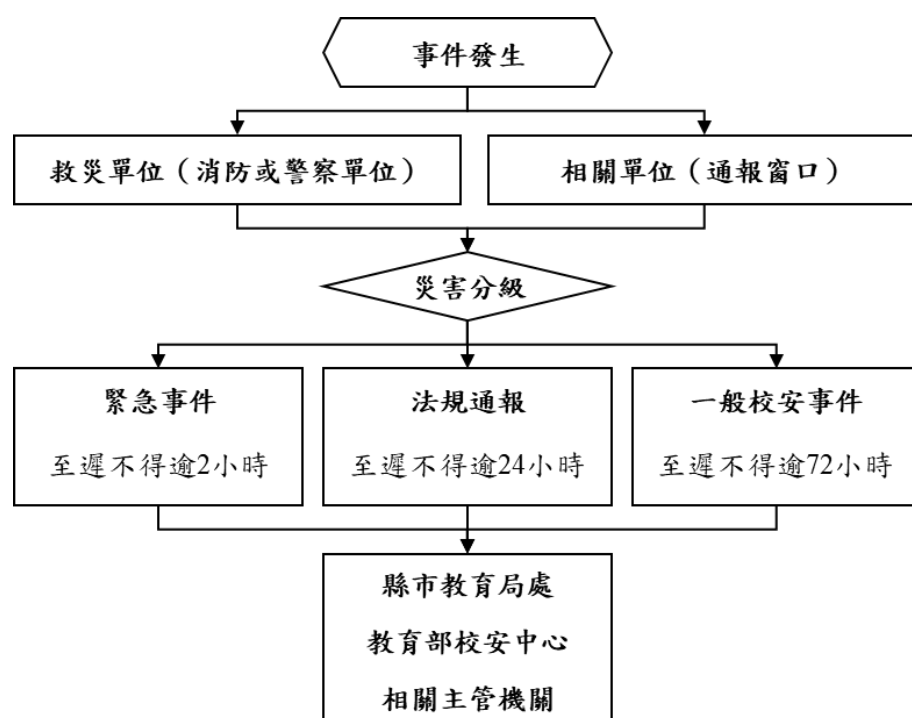 事件發生
救災單位（消防或警察單位）
相關單位（通報窗口）
災害分級
緊急事件
至遲不得逾2小時
法規通報
至遲不得逾24小時
一般校安事件
至遲不得逾72小時
縣市教育局處
教育部校安中心
相關主管機關